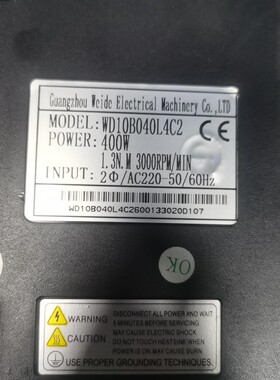 Guangzhou Weide Electrical Machinery Co.,LTD
MODEL: WD10B040L4C2
POWER: 400W
1.3N.M 3000RPM/MIN
INPUT: 2Φ/AC220-50/60Hz
CE
WD10B040L4C2600133020D107
OK
WARNING
DISCONNECT ALL POWER AND WAIT
5 MINUTES BEFORE SERVICING
MAY CAUSE ELECTRIC SHOCK.
CAUTION
DO NOT TOUCH HEATSINK WHEN
POWER IS ON, MAY CAUSE BURN.
USE PROPER GROUNDING TECHNIQUES.